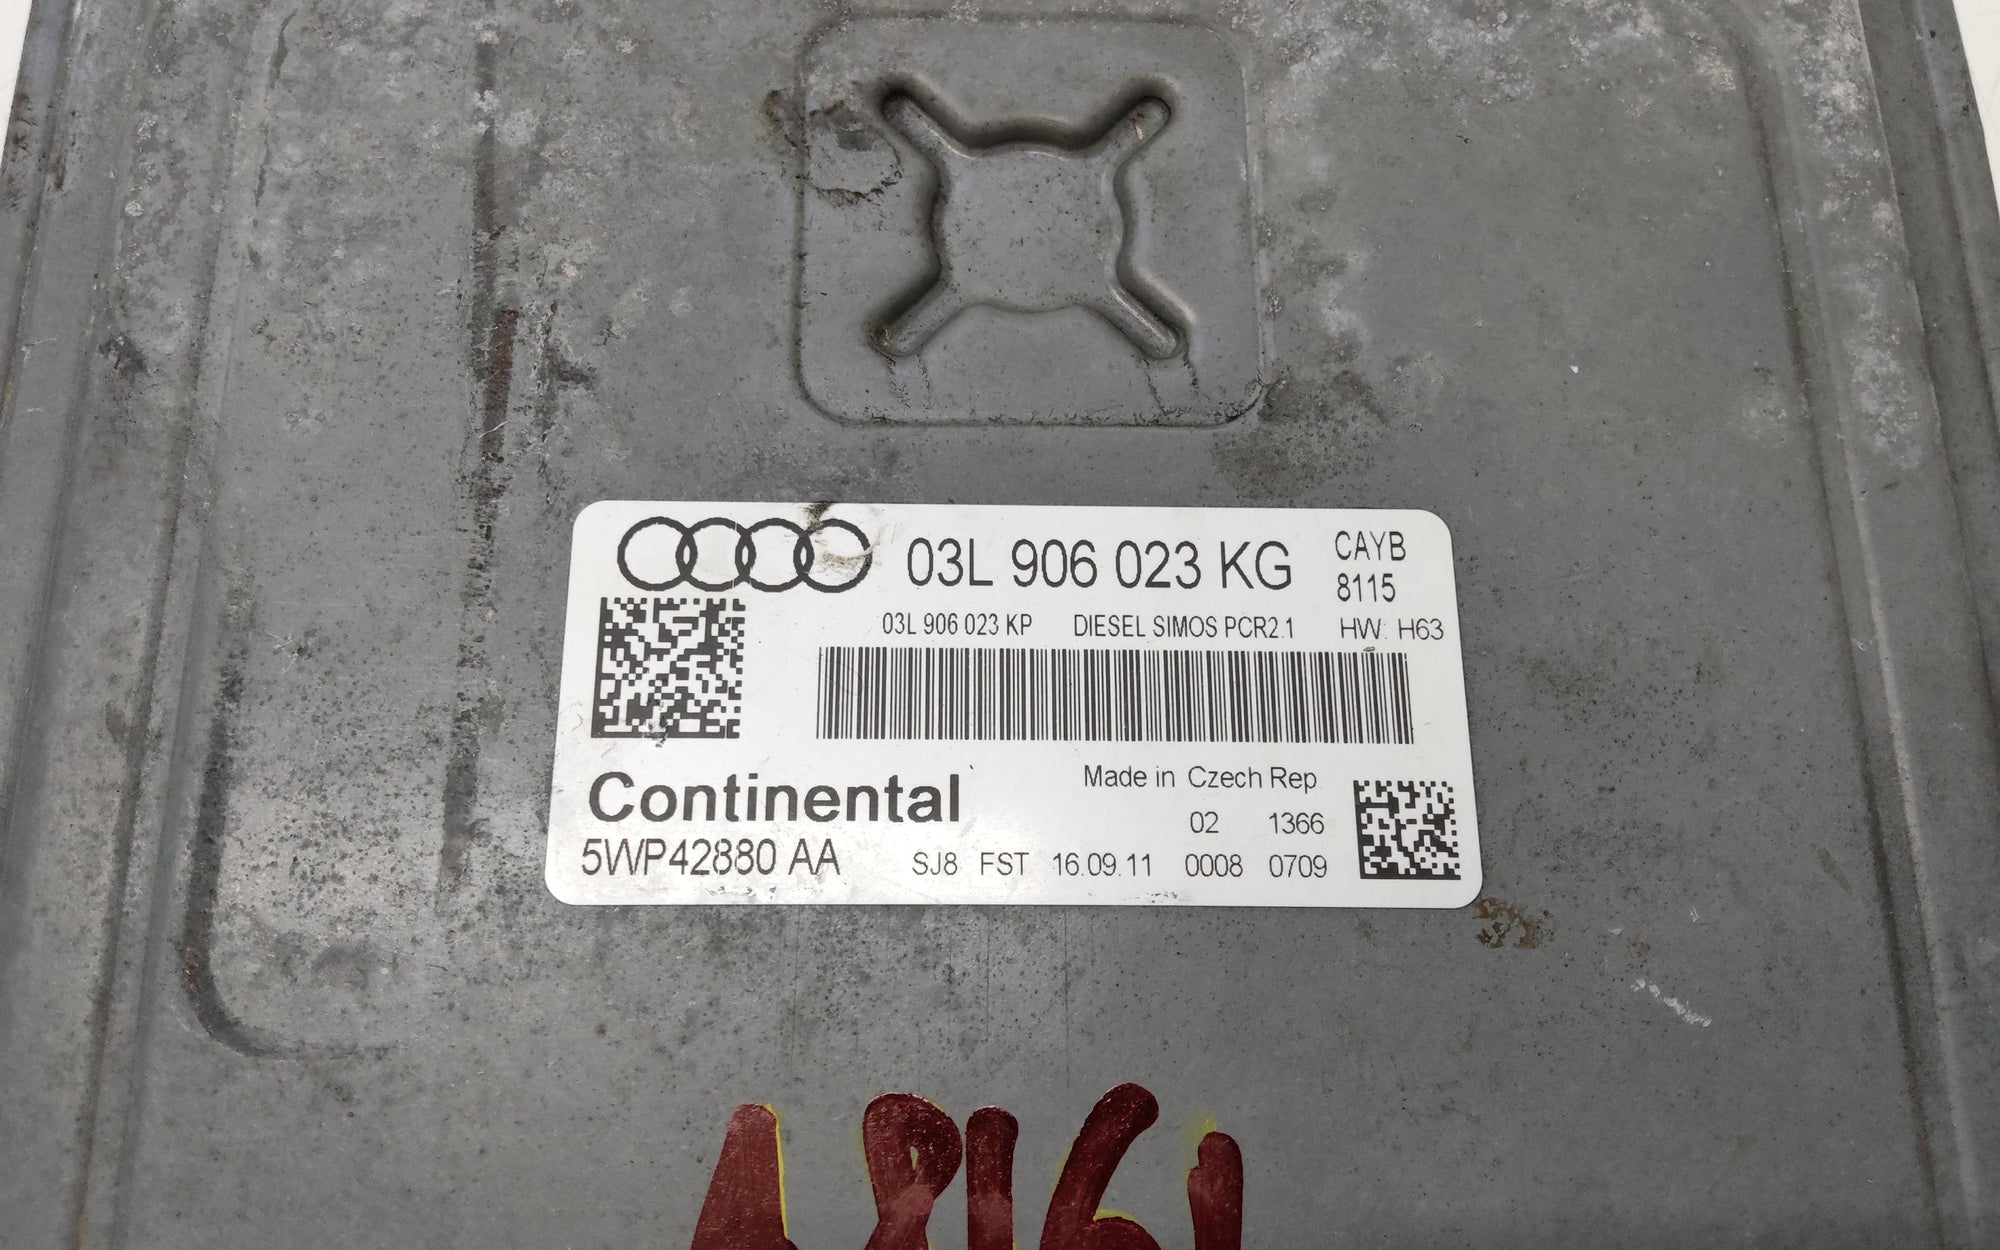 03L 906 023 KG CAYB
8115
03L 906 023 KP DIESEL SIMOS PCR2.1 HW: H63
Continental
Made in Czech Rep
02 1366
5WP42880 AA SJ8 FST 16.09.11 0008 0709